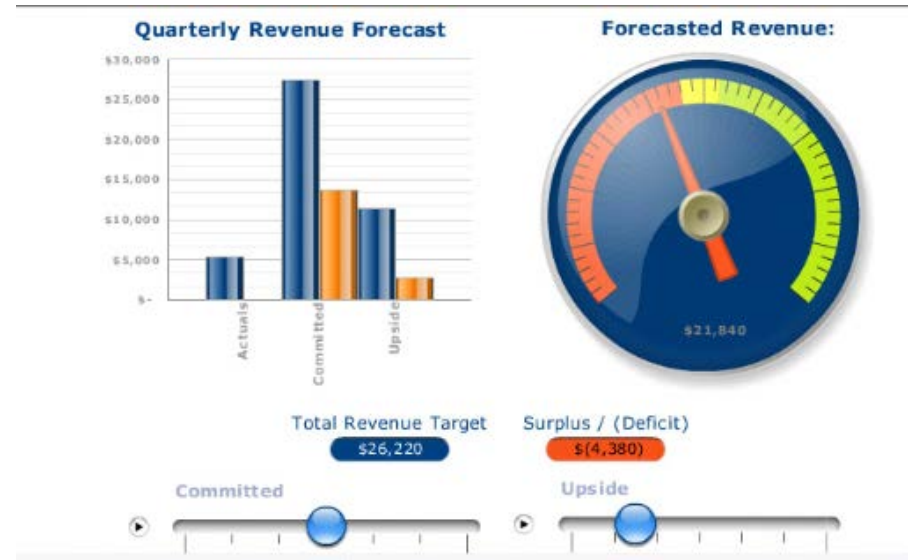 Quarterly Revenue Forecast
$30,000
$25,000
$20,000
$15,000
$10,000
$5,000
$-
Actuals
Committed
Upside
Forecasted Revenue:
$21,840
Total Revenue Target
$26,220
Surplus / (Deficit)
$(4,380)
Committed
Upside